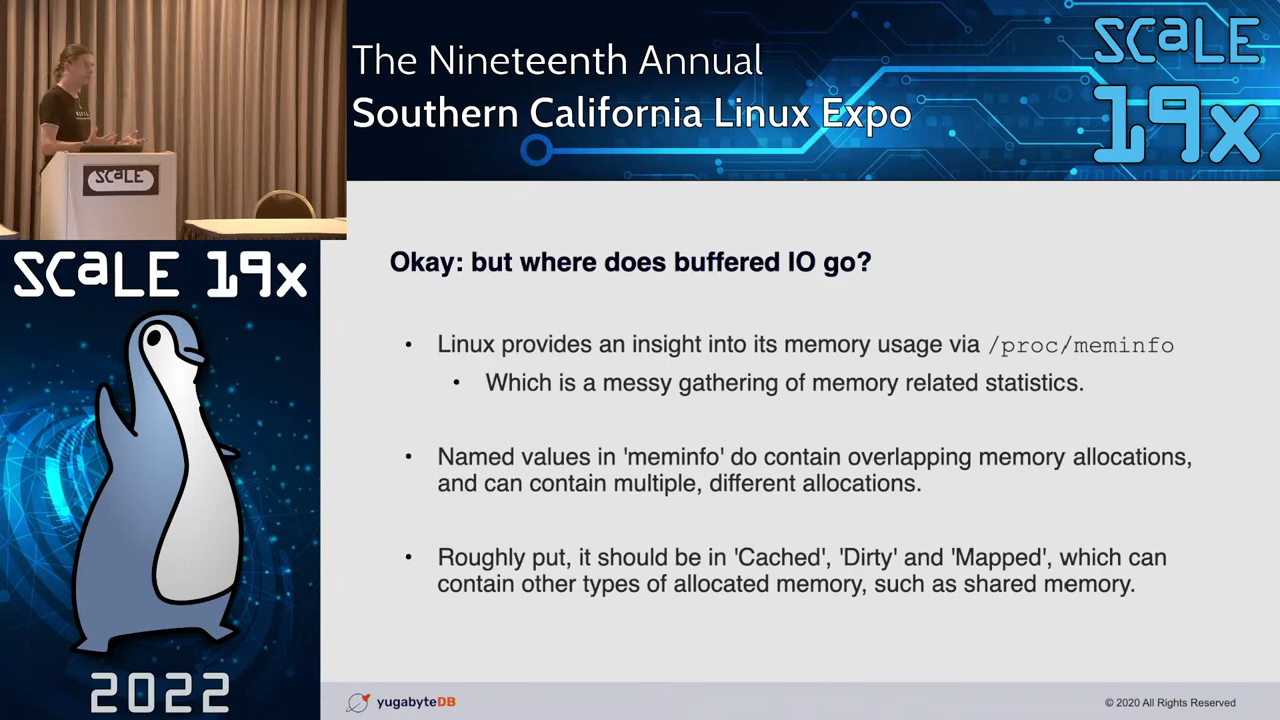 The Nineteenth Annual
Southern California Linux Expo
SCaLE
19x
SCaLE
SCaLE 19x
2022
Okay: but where does buffered IO go?
• Linux provides an insight into its memory usage via /proc/meminfo
• Which is a messy gathering of memory related statistics.
• Named values in 'meminfo' do contain overlapping memory allocations,
and can contain multiple, different allocations.
• Roughly put, it should be in 'Cached', 'Dirty' and 'Mapped', which can
contain other types of allocated memory, such as shared memory.
yugabyteDB
© 2020 All Rights Reserved